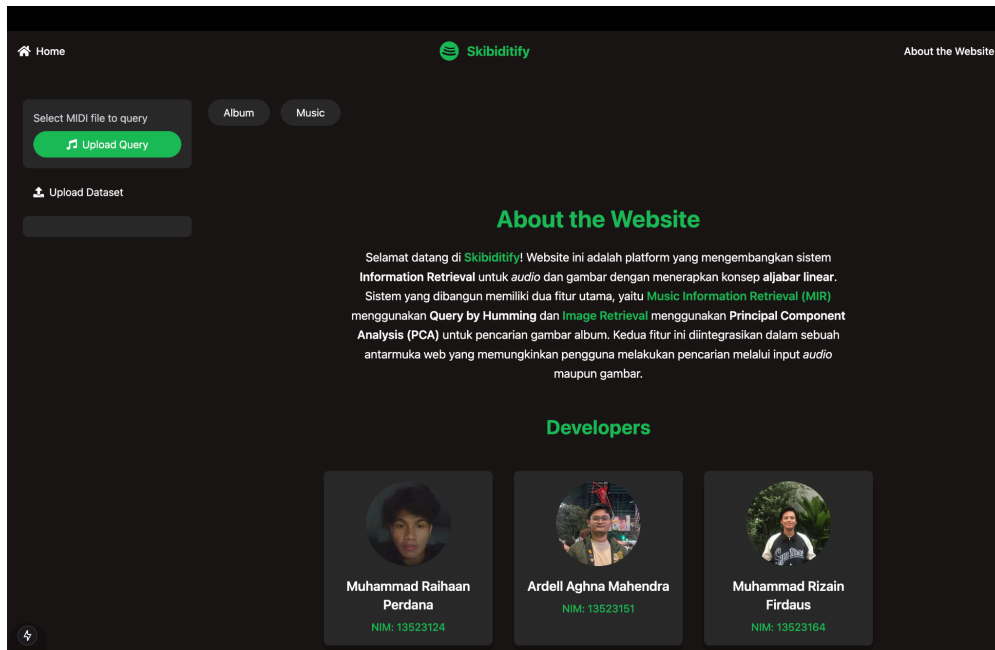 Home
Skibiditify
About the Website
Select MIDI file to query
Upload Query
Upload Dataset
Album
Music
About the Website
Selamat datang di Skibiditify! Website ini adalah platform yang mengembangkan sistem
Information Retrieval untuk audio dan gambar dengan menerapkan konsep aljabar linear.
Sistem yang dibangun memiliki dua fitur utama, yaitu Music Information Retrieval (MIR)
menggunakan Query by Humming dan Image Retrieval menggunakan Principal Component
Analysis (PCA) untuk pencarian gambar album. Kedua fitur ini diintegrasikan dalam sebuah
antarmuka web yang memungkinkan pengguna melakukan pencarian melalui input audio
maupun gambar.
Developers
Muhammad Raihaan
Perdana
NIM: 13523124
Ardell Aghna Mahendra
NIM: 13523151
Muhammad Rizain
Firdaus
NIM: 13523164